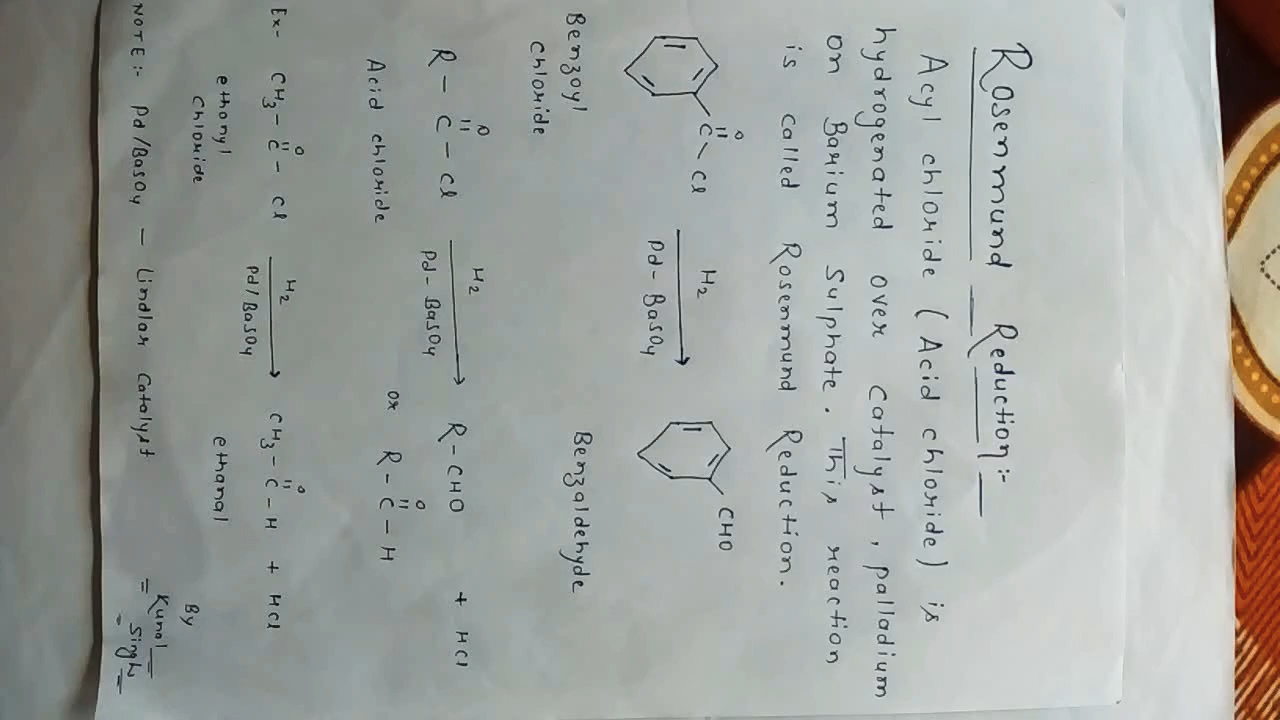 Rosenmund Reduction:-
Acyl chloride (Acid chloride) is
hydrogenated over catalyst, palladium
on Barium Sulphate. This reaction
is called Rosenmund Reduction.
O
C-Cl
H2
Pd-BaSO4
CHO
Benzoyl
chloride
Benzaldehyde
O
R-C-Cl
H2
Pd-BaSO4
R-CHO + HCl
Acid chloride
or R-C-H
O
Ex- CH3-C-Cl
O
H2
Pd/BaSO4
CH3-C-H + HCl
O
ethonyl
chloride
ethanal
NOTE:- Pd/BaSO4 - Lindlar Catalyst
By
Kunal
Singh